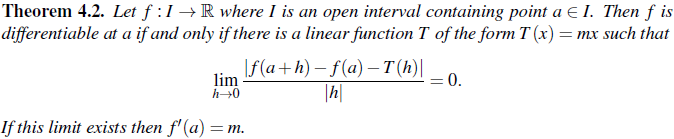 Theorem 4.2. Let f : I → ℝ where I is an open interval containing point a ∈ I. Then f is
differentiable at a if and only if there is a linear function T of the form T(x) = mx such that
lim_{h→0} |f(a+h) − f(a) − T(h)| / |h| = 0.
If this limit exists then f′(a) = m.